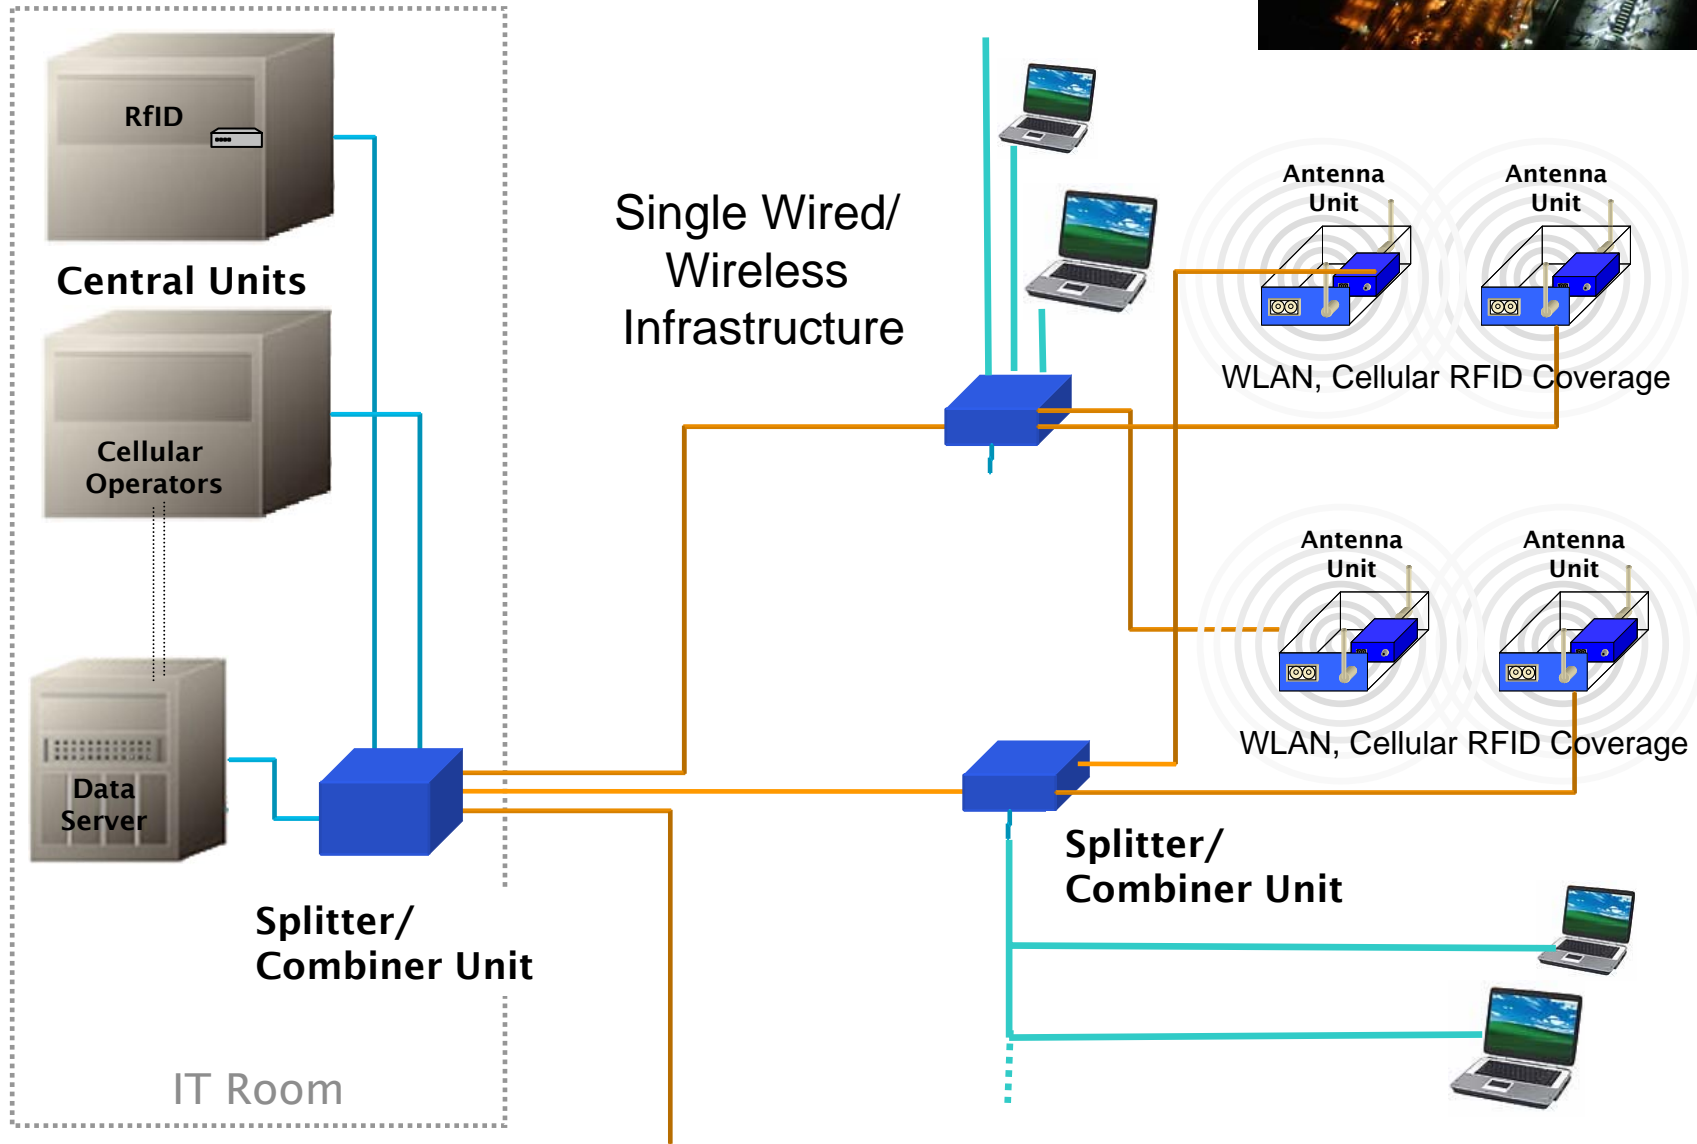 RfID
Central Units
Cellular
Operators
Data
Server
Splitter/
Combiner Unit
IT Room
Single Wired/
Wireless
Infrastructure
Antenna
Unit
Antenna
Unit
WLAN, Cellular RFID Coverage
Antenna
Unit
Antenna
Unit
WLAN, Cellular RFID Coverage
Splitter/
Combiner Unit